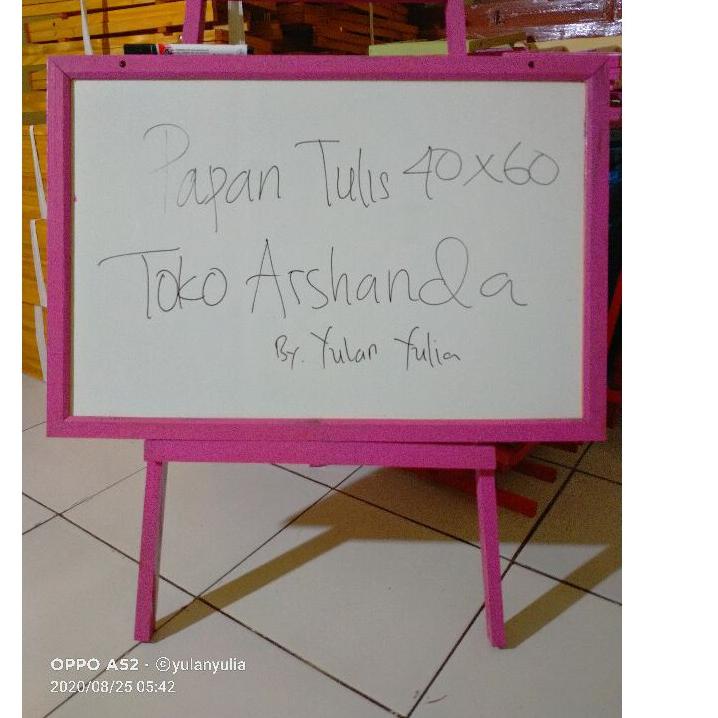 Papan Tulis 40x60
Toko Arshanda
By. Yulan Yulia
OPPO A52 · ©yulanyulia
2020/08/25 05:42